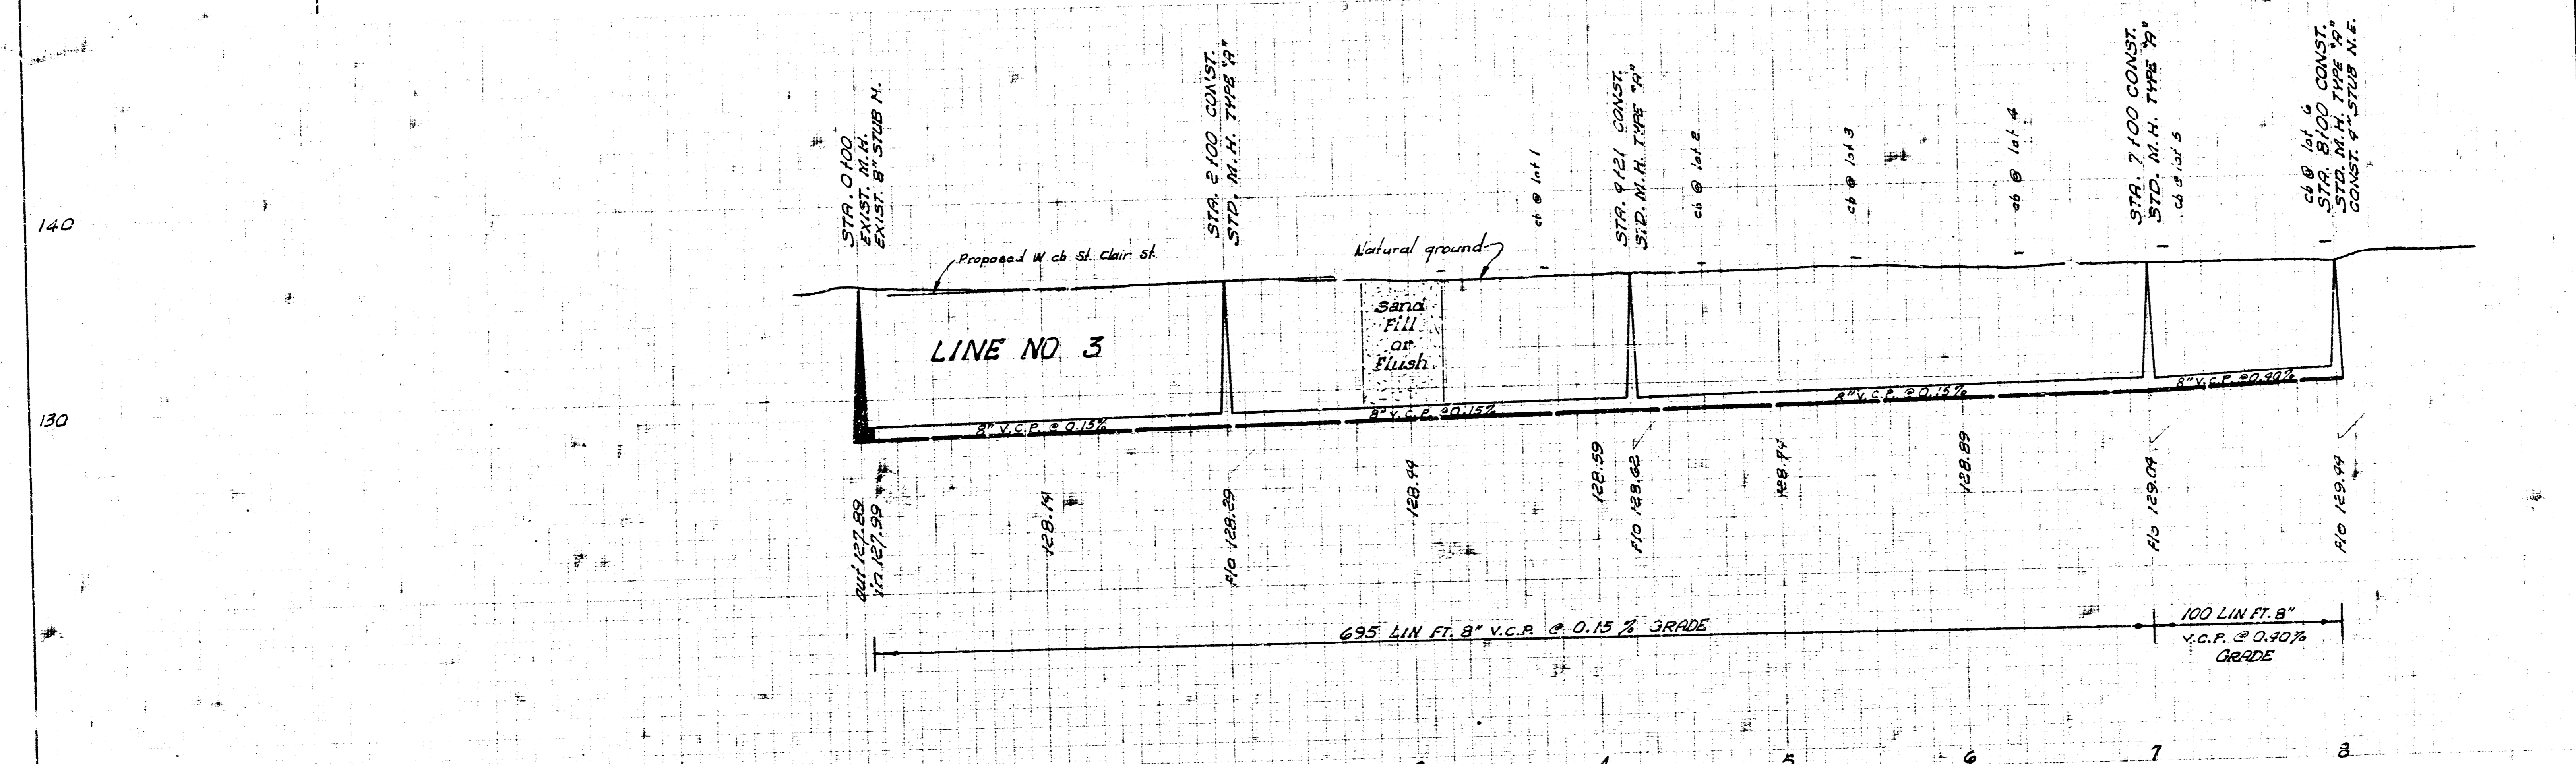 140
130
STA. 0+00
EXIST. M.H.
EXIST. 8" STUB N.
STA. 2+00 CONST.
STD. M.H. TYPE "A"
cb @ lot 1
STA. 4+21 CONST.
STD. M.H. TYPE "A"
cb @ lot 2
cb @ lot 3
cb @ lot 4
STA. 7+00 CONST.
STD. M.H. TYPE "A"
cb @ lot 5
cb @ lot 6
STA. 8+00 CONST.
STD. M.H. TYPE "A"
CONST. 4" STUB N.E.
Proposed W cb St. Clair St.
Natural ground
LINE NO 3
Sand
Fill
or
Flush
8" V.C.P. @ 0.15%
8" V.C.P. @ 0.15%
8" V.C.P. @ 0.15%
8" V.C.P. @ 0.40%
out 127.89
in 127.99
128.14
Flo 128.29
128.44
128.59
Flo 128.62
128.74
128.89
Flo 129.04
Flo 129.44
695 LIN FT. 8" V.C.P. @ 0.15 % GRADE
100 LIN FT. 8"
V.C.P. @ 0.40%
GRADE
5
6
7
8